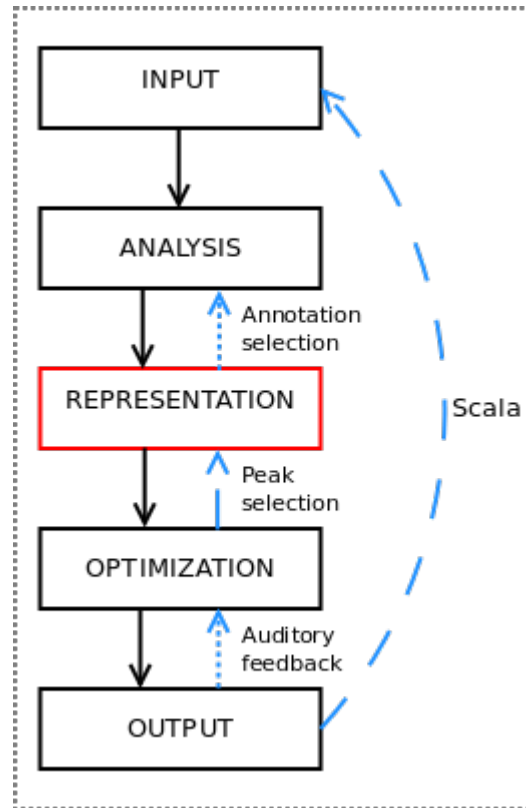 INPUT
ANALYSIS
Annotation
selection
REPRESENTATION
Scala
Peak
selection
OPTIMIZATION
Auditory
feedback
OUTPUT